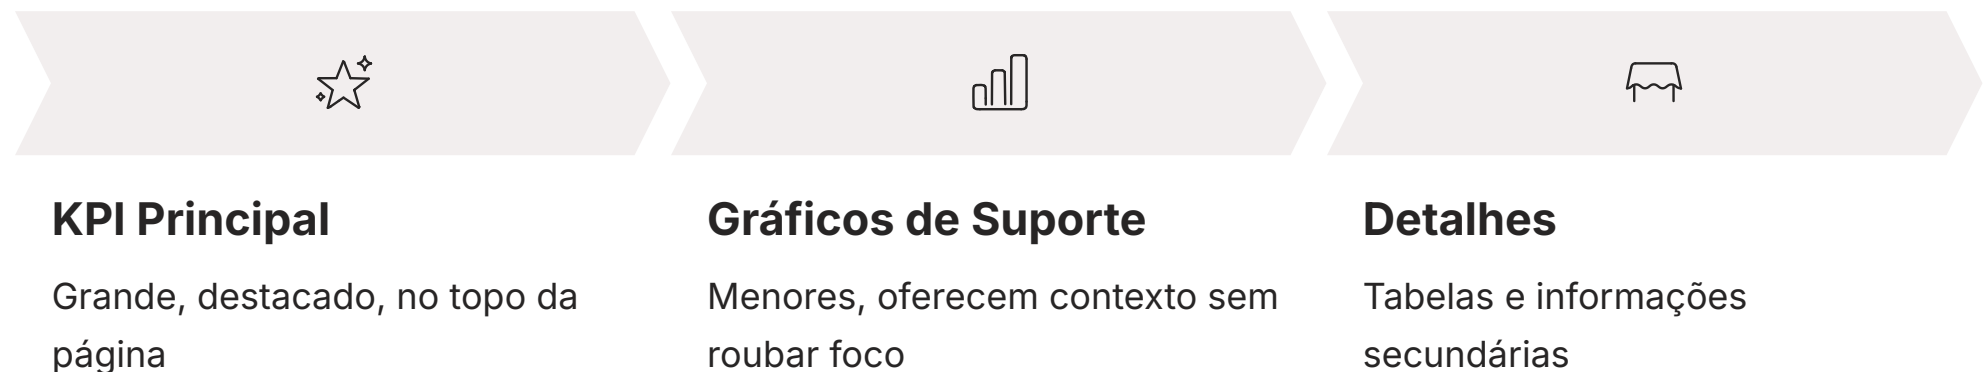 KPI Principal
Grande, destacado, no topo da
página
Gráficos de Suporte
Menores, oferecem contexto sem
roubar foco
Detalhes
Tabelas e informações
secundárias